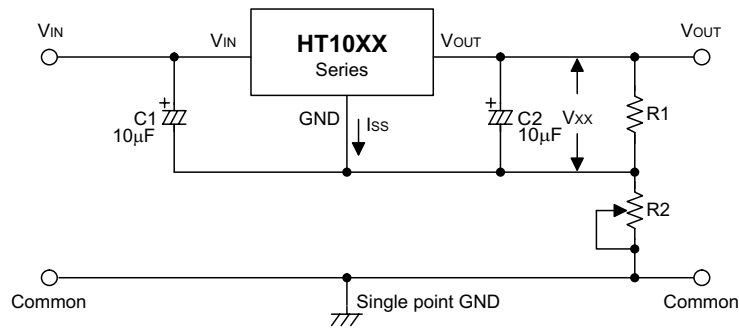 VIN
VIN
HT10XX
Series
VOUT
VOUT
GND
ISS
C1
10μF
C2
10μF
VXX
R1
R2
Common
Single point GND
Common